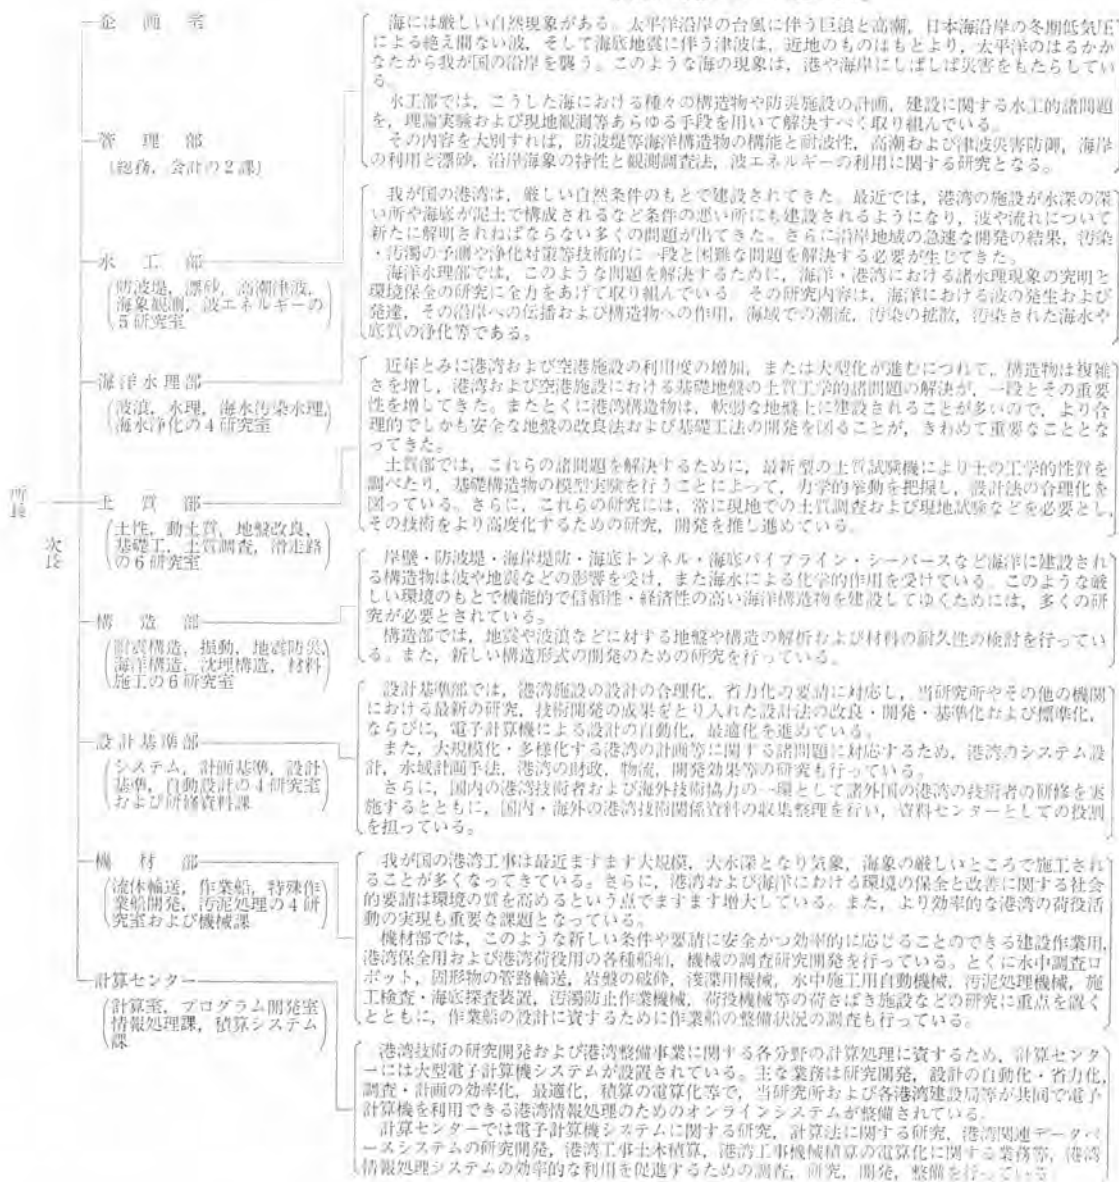 企画室
管理部
(総務，会計の2課)
水工部
(防波堤，漂砂，高潮津波，
海象観測，波エネルギーの
5研究室)
海洋水理部
(波浪，水理，海水汚染水理，
海水浄化の4研究室)
所長
次長
土質部
(土性，動土質，地盤改良，
基礎工，土質調査，滑走路
の6研究室)
構造部
(耐震構造，振動，地震防災，
海洋構造，沈埋構造，材料
施工の6研究室)
設計基準部
(システム，計画基準，設計
基準，自動設計の4研究室
および研修資料課)
機材部
(流体輸送，作業船，特殊作
業船開発，汚泥処理の4研
究室および機械課)
計算センター
(計算室，プログラム開発室
情報処理課，積算システム
課)
海には厳しい自然現象がある。太平洋沿岸の台風に伴う巨浪と高潮，日本海沿岸の冬期低気圧
による絶え間ない波，そして海底地震に伴う津波は，近地のものはもとより，太平洋のはるかか
なたから我が国の沿岸を襲う。このような海の現象は，港や海岸にしばしば災害をもたらしてい
る。
水工部では，こうした海における種々の構造物や防災施設の計画，建設に関する水工的諸問題
を，理論実験および現地観測等あらゆる手段を用いて解決すべく取り組んでいる。
その内容を大別すれば，防波堤等海洋構造物の構能と耐波性，高潮および津波災害防御，海岸
の利用と漂砂，沿岸海象の特性と観測調査法，波エネルギーの利用に関する研究となる。
我が国の港湾は，厳しい自然条件のもとで建設されてきた。最近では，港湾の施設が水深の深
い所や海底が泥土で構成されるなど条件の悪い所にも建設されるようになり，波や流れについて
新たに解明されねばならない多くの問題が出てきた。さらに沿岸地域の急速な開発の結果，汚染
・汚濁の予測や浄化対策等技術的に一段と困難な問題を解決する必要が生じてきた。
海洋水理部では，このような問題を解決するために，海洋・港湾における諸水理現象の究明と
環境保全の研究に全力をあげて取り組んでいる。その研究内容は，海洋における波の発生および
発達，その沿岸への伝播および構造物への作用，海域での潮流，汚染の拡散，汚染された海水や
底質の浄化等である。
近年とみに港湾および空港施設の利用度の増加，または大型化が進むにつれて，構造物は複雑
さを増し，港湾および空港施設における基礎地盤の土質工学的諸問題の解決が，一段とその重要
性を増してきた。またとくに港湾構造物は，軟弱な地盤上に建設されることが多いので，より合
理的でしかも安全な地盤の改良法および基礎工法の開発を図ることが，きわめて重要なこととな
ってきた。
土質部では，これらの諸問題を解決するために，最新型の土質試験機により土の工学的性質を
調べたり，基礎構造物の模型実験を行うことによって，力学的挙動を把握し，設計法の合理化を
図っている。さらに，これらの研究には，常に現地での土質調査および現地試験などを必要とし，
その技術をより高度化するための研究，開発を推し進めている。
岸壁・防波堤・海岸堤防・海底トンネル・海底パイプライン・シーバースなど海洋に建設され
る構造物は波や地震などの影響を受け，また海水による化学的作用を受けている。このような厳
しい環境のもとで機能的で信頼性・経済性の高い海洋構造物を建設してゆくためには，多くの研
究が必要とされている。
構造部では，地震や波浪などに対する地盤や構造の解析および材料の耐久性の検討を行ってい
る。また，新しい構造形式の開発のための研究を行っている。
設計基準部では，港湾施設の設計の合理化，省力化の要請に対応し，当研究所やその他の機関
における最新の研究，技術開発の成果をとり入れた設計法の改良・開発・基準化および標準化，
ならびに，電子計算機による設計の自動化，最適化を進めている。
また，大規模化・多様化する港湾の計画等に関する諸問題に対応するため，港湾のシステム設
計，水域計画手法，港湾の財政，物流，開発効果等の研究も行っている。
さらに，国内の港湾技術者および海外技術協力の一環として諸外国の港湾の技術者の研修を実
施するとともに，国内・海外の港湾技術関係資料の収集整理を行い，資料センターとしての役割
を担っている。
我が国の港湾工事は最近ますます大規模，大水深となり気象，海象の厳しいところで施工され
ることが多くなってきている。さらに，港湾および海洋における環境の保全と改善に関する社会
的要請は環境の質を高めるという点でますます増大している。また，より効率的な港湾の荷役活
動の実現も重要な課題となっている。
機材部では，このような新しい条件や要請に安全かつ効率的に応じることのできる建設作業用，
港湾保全用および港湾荷役用の各種船舶，機械の調査研究開発を行っている。とくに水中調査ロ
ボット，固形物の管路輸送，岩盤の破砕，浚渫用機械，水中施工用自動機械，汚泥処理機械，施
工検査・海底探査装置，汚濁防止作業機械，荷役機械等の荷さばき施設などの研究に重点を置く
とともに，作業船の設計に資するために作業船の整備状況の調査も行っている。
港湾技術の研究開発および港湾整備事業に関する各分野の計算処理に資するため，計算センタ
ーには大型電子計算機システムが設置されている。主な業務は研究開発，設計の自動化・省力化，
調査・計画の効率化，最適化，積算の電算化等で，当研究所および各港湾建設局等が共同で電子
計算機を利用できる港湾情報処理のためのオンラインシステムが整備されている。
計算センターでは電子計算機システムに関する研究，計算法に関する研究，港湾関連データベ
ースシステムの研究開発，港湾工事土木積算，港湾工事機械積算の電算化に関する業務等，港湾
情報処理システムの効率的な利用を促進するための調査，研究，開発，整備を行っている